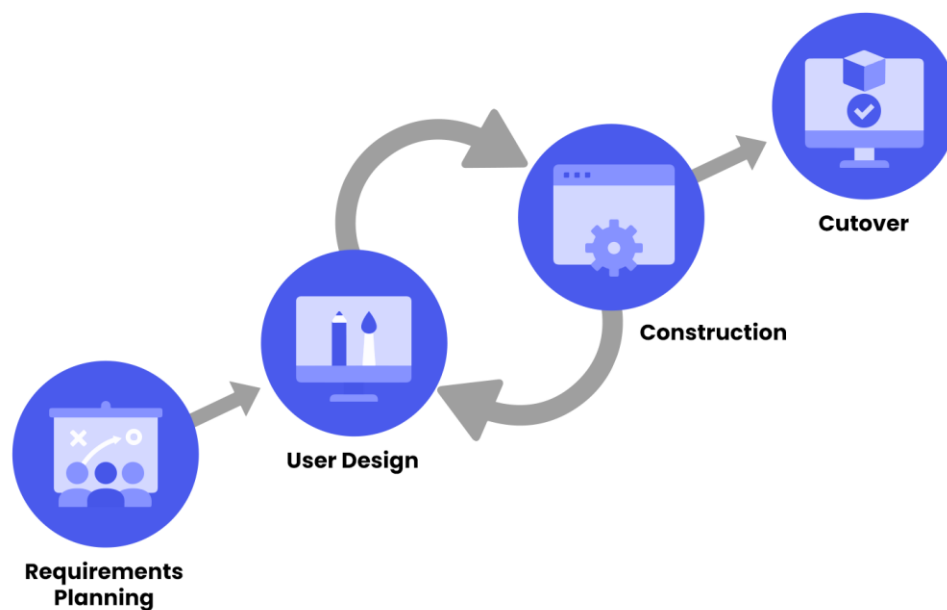 Requirements
Planning
User Design
Construction
Cutover